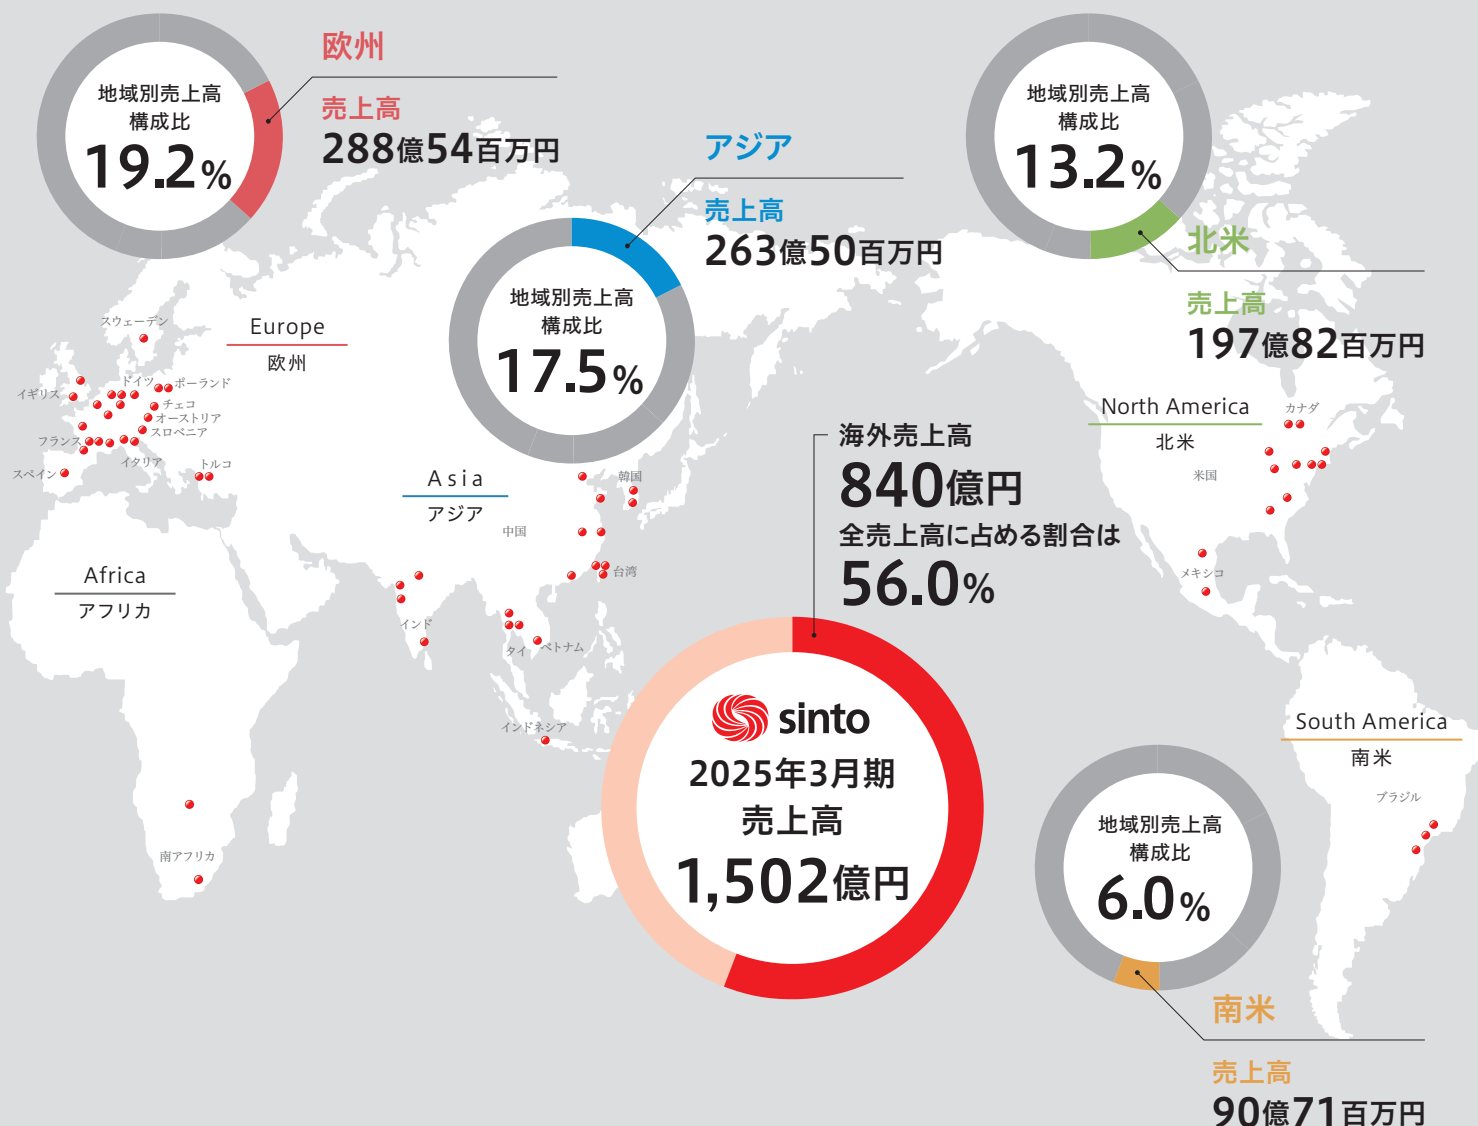 欧州
地域別売上高
構成比
19.2%
売上高
288億54百万円
アジア
地域別売上高
構成比
17.5%
売上高
263億50百万円
地域別売上高
構成比
13.2%
北米
売上高
197億82百万円
スウェーデン
Europe
欧州
イギリス
ドイツ
ポーランド
チェコ
オーストリア
スロベニア
フランス
イタリア
スペイン
トルコ
Asia
アジア
韓国
中国
台湾
インド
タイ
ベトナム
インドネシア
Africa
アフリカ
南アフリカ
North America
北米
カナダ
米国
メキシコ
海外売上高
840億円
全売上高に占める割合は
56.0%
sinto
2025年3月期
売上高
1,502億円
South America
南米
ブラジル
地域別売上高
構成比
6.0%
南米
売上高
90億71百万円